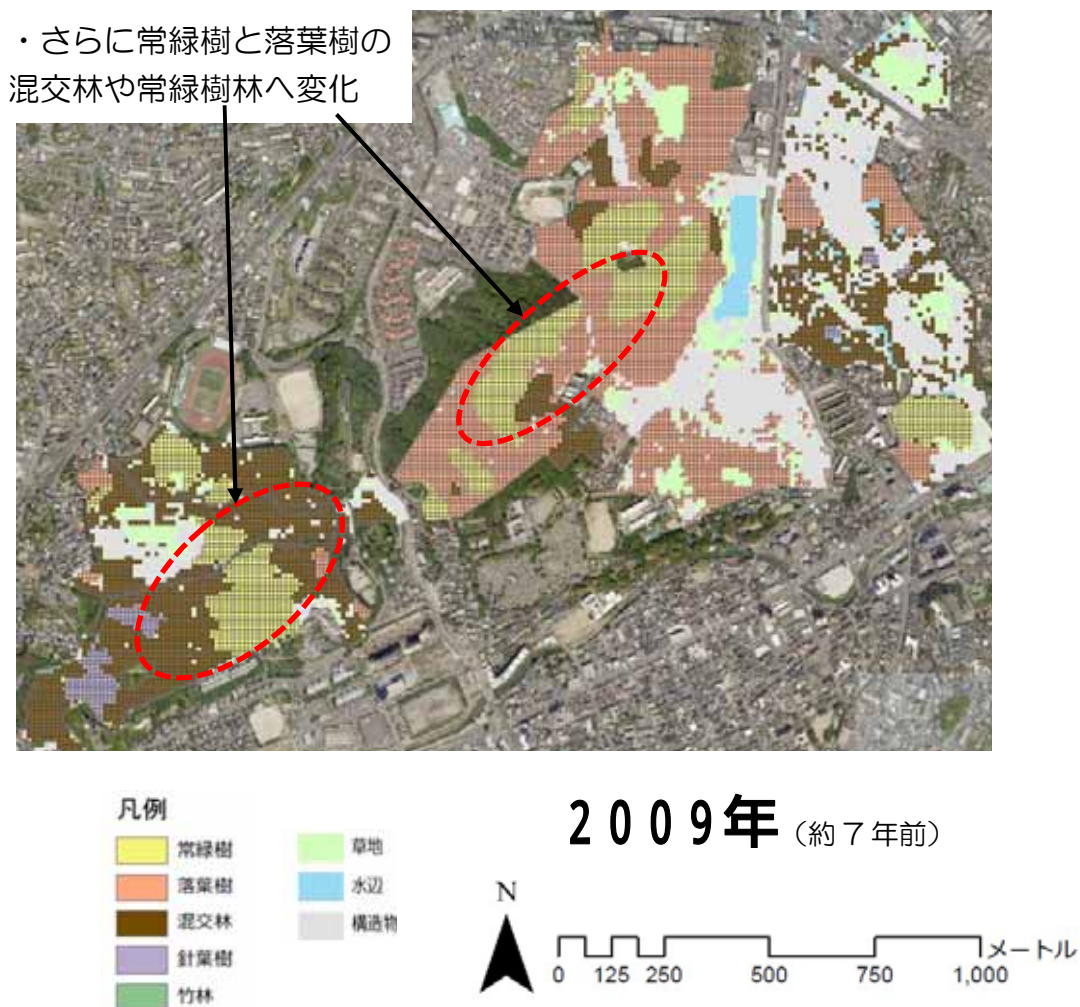 ・さらに常緑樹と落葉樹の
混交林や常緑樹林へ変化
凡例
常緑樹
落葉樹
混交林
針葉樹
竹林
草地
水辺
構造物
2009年（約7年前）
N
メートル
0 125 250 500 750 1,000